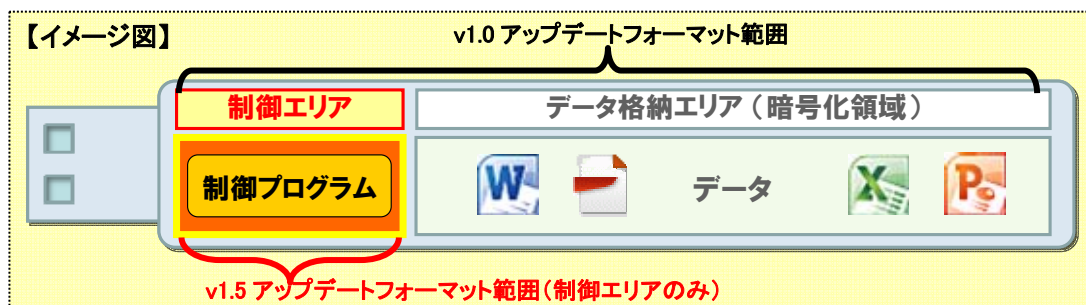 【イメージ図】
v1.0 アップデートフォーマット範囲
制御エリア
データ格納エリア（暗号化領域）
制御プログラム
W
データ
X
P
v1.5 アップデートフォーマット範囲（制御エリアのみ）